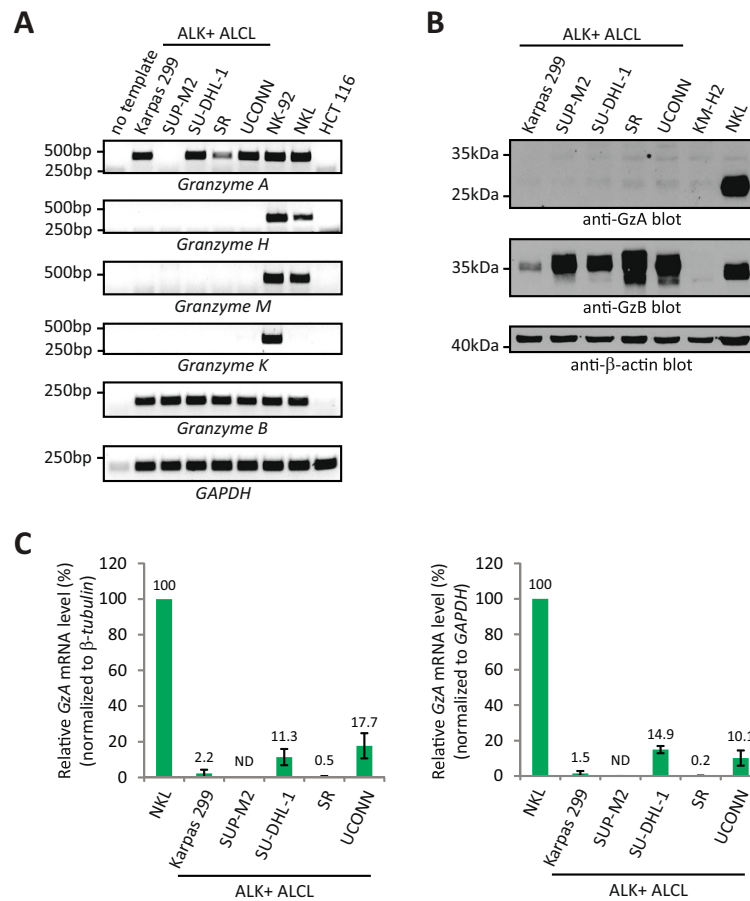 A
ALK+ ALCL
no template
Karpas 299
SUP-M2
SU-DHL-1
SR
UCONN
NK-92
NKL
HCT 116
500bp
250bp
Granzyme A
500bp
250bp
Granzyme H
500bp
Granzyme M
500bp
250bp
Granzyme K
250bp
Granzyme B
250bp
GAPDH
B
ALK+ ALCL
Karpas 299
SUP-M2
SU-DHL-1
SR
UCONN
KM-H2
NKL
35kDa
25kDa
anti-GzA blot
35kDa
anti-GzB blot
40kDa
anti-β-actin blot
C
Relative GzA mRNA level (%)
(normalized to β-tubulin)
120
100
80
60
40
20
0
100
2.2
ND
11.3
0.5
17.7
NKL
Karpas 299
SUP-M2
SU-DHL-1
SR
UCONN
ALK+ ALCL
Relative GzA mRNA level (%)
(normalized to GAPDH)
120
100
80
60
40
20
0
100
1.5
ND
14.9
0.2
10.1
NKL
Karpas 299
SUP-M2
SU-DHL-1
SR
UCONN
ALK+ ALCL